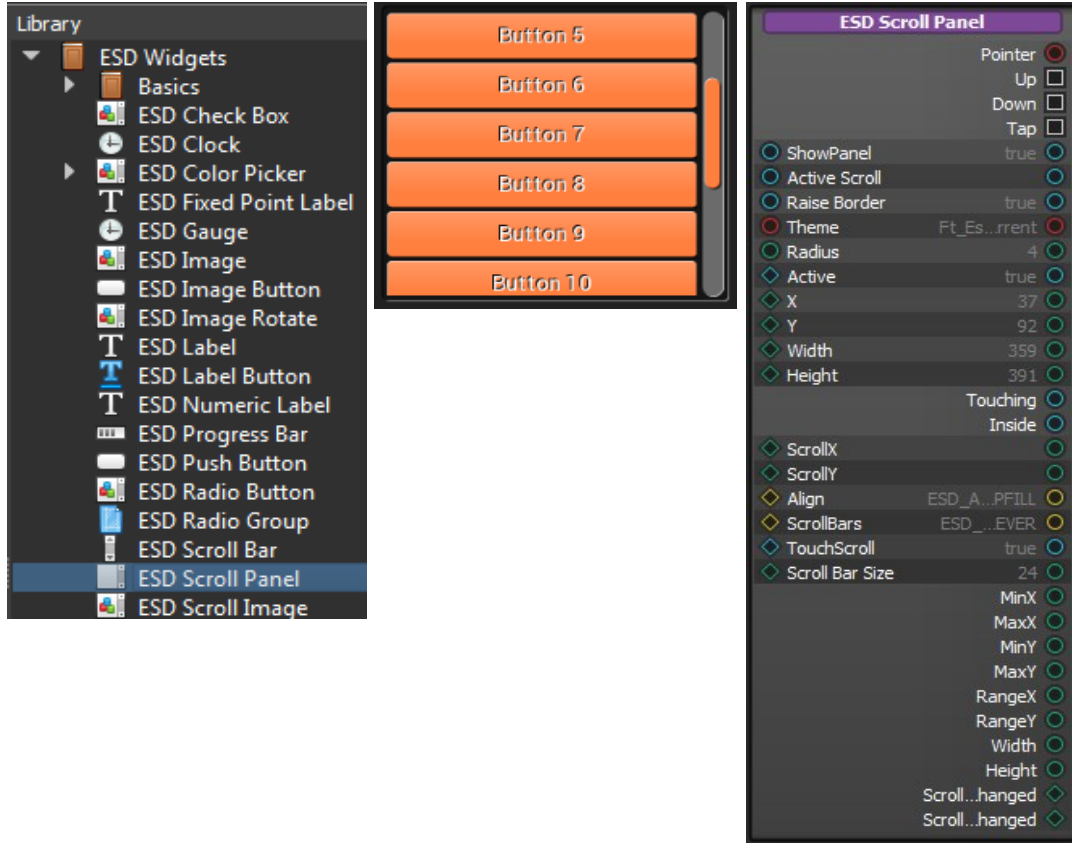 Library
ESD Widgets
Basics
ESD Check Box
ESD Clock
ESD Color Picker
ESD Fixed Point Label
ESD Gauge
ESD Image
ESD Image Button
ESD Image Rotate
ESD Label
ESD Label Button
ESD Numeric Label
ESD Progress Bar
ESD Push Button
ESD Radio Button
ESD Radio Group
ESD Scroll Bar
ESD Scroll Panel
ESD Scroll Image
Button 5
Button 6
Button 7
Button 8
Button 9
Button 10
ESD Scroll Panel
Pointer
Up
Down
Tap
ShowPanel true
Active Scroll
Raise Border true
Theme Ft_Es...rrent
Radius 4
Active true
X 37
Y 92
Width 359
Height 391
Touching
Inside
ScrollX
ScrollY
Align ESD_A...PFILL
ScrollBars ESD_...EVER
TouchScroll true
Scroll Bar Size 24
MinX
MaxX
MinY
MaxY
RangeX
RangeY
Width
Height
Scroll...hanged
Scroll...hanged